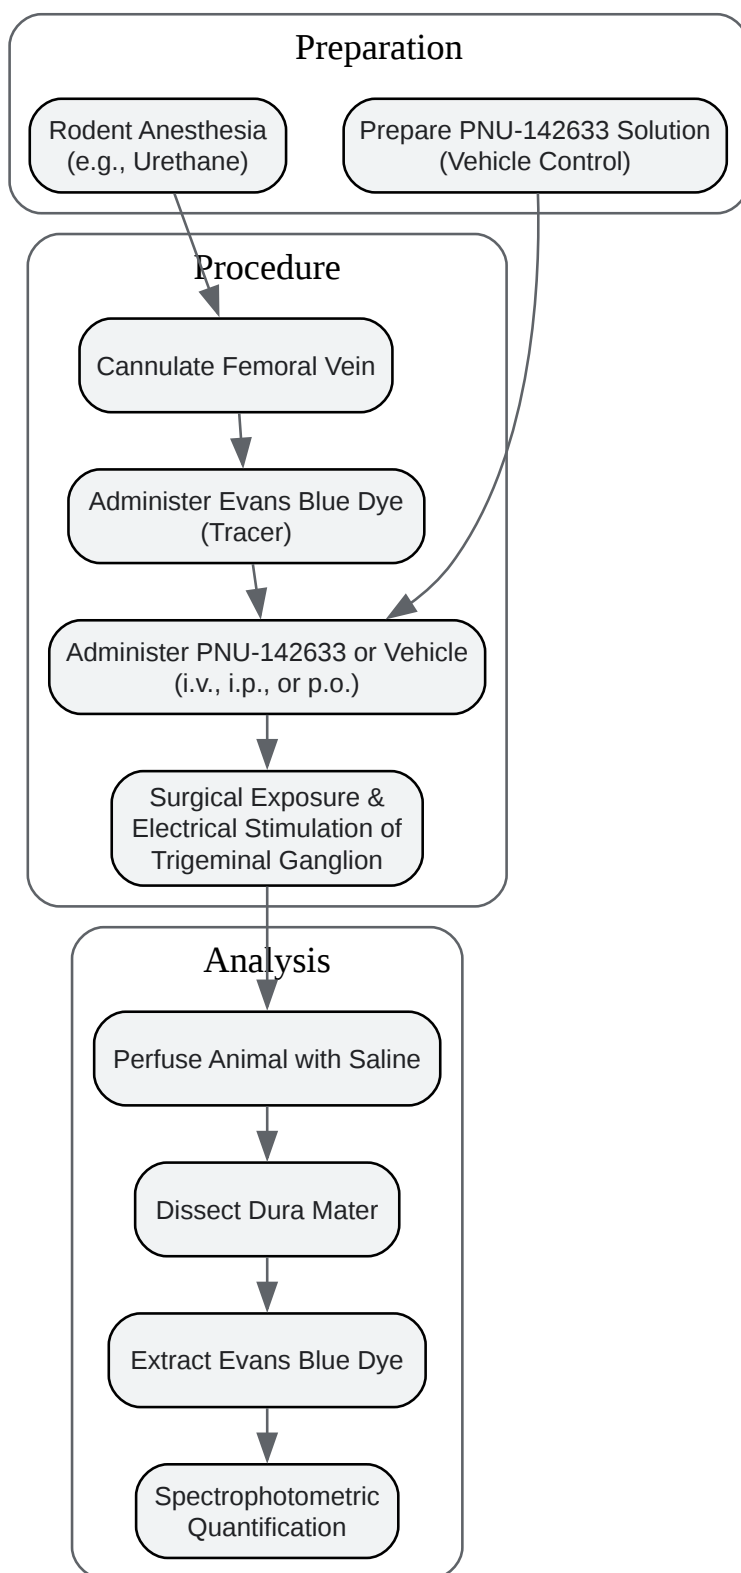 Preparation
Rodent Anesthesia
(e.g., Urethane)
Prepare PNU-142633 Solution
(Vehicle Control)
Procedure
Cannulate Femoral Vein
Administer Evans Blue Dye
(Tracer)
Administer PNU-142633 or Vehicle
(i.v., i.p., or p.o.)
Surgical Exposure &
Electrical Stimulation of
Trigeminal Ganglion
Analysis
Perfuse Animal with Saline
Dissect Dura Mater
Extract Evans Blue Dye
Spectrophotometric
Quantification